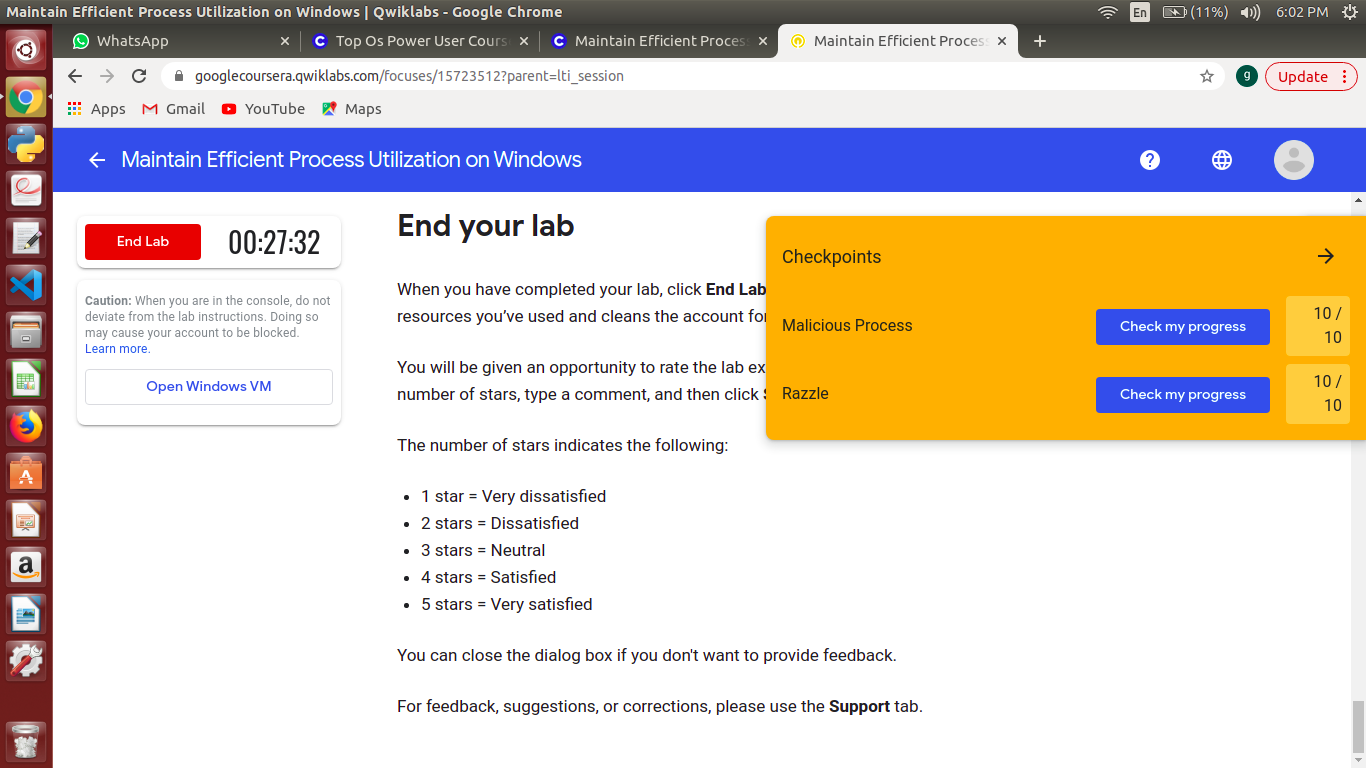 Maintain Efficient Process Utilization on Windows | Qwiklabs - Google Chrome
En (11%) 6:02 PM
WhatsApp
Top Os Power User Cours
Maintain Efficient Proces
Maintain Efficient Proces
googlecoursera.qwiklabs.com/focuses/15723512?parent=lti_session
g
Update
Apps
Gmail
YouTube
Maps
Maintain Efficient Process Utilization on Windows
End Lab
00:27:32
Caution: When you are in the console, do not
deviate from the lab instructions. Doing so
may cause your account to be blocked.
Learn more.
Open Windows VM
End your lab
When you have completed your lab, click End Lab
resources you've used and cleans the account for
You will be given an opportunity to rate the lab ex
number of stars, type a comment, and then click
The number of stars indicates the following:
• 1 star = Very dissatisfied
• 2 stars = Dissatisfied
• 3 stars = Neutral
• 4 stars = Satisfied
• 5 stars = Very satisfied
You can close the dialog box if you don't want to provide feedback.
For feedback, suggestions, or corrections, please use the Support tab.
Checkpoints
Malicious Process
Check my progress
10 /
10
Razzle
Check my progress
10 /
10